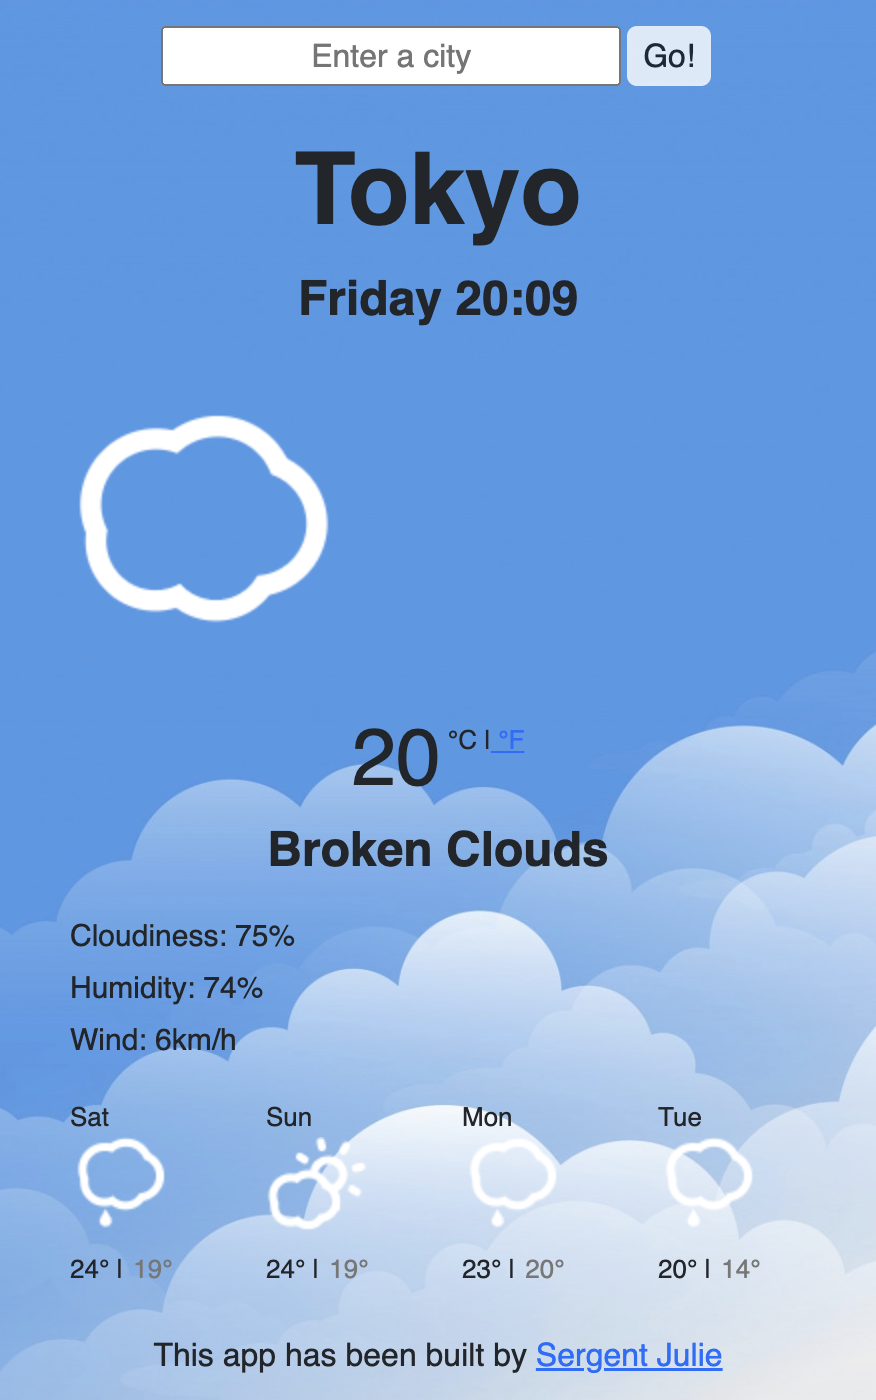 Enter a city Go!
Tokyo
Friday 20:09
20 °C | °F
Broken Clouds
Cloudiness: 75%
Humidity: 74%
Wind: 6km/h
Sat Sun Mon Tue
24° | 19° 24° | 19° 23° | 20° 20° | 14°
This app has been built by Sergent Julie